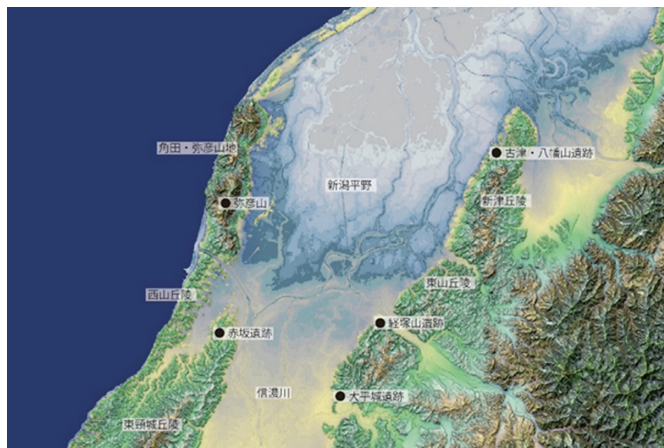 角田・弥彦山地
古津・八幡山遺跡
新潟平野
弥彦山
新津丘陵
東山丘陵
西山丘陵
経塚山遺跡
赤坂遺跡
信濃川
大平城遺跡
東頸城丘陵